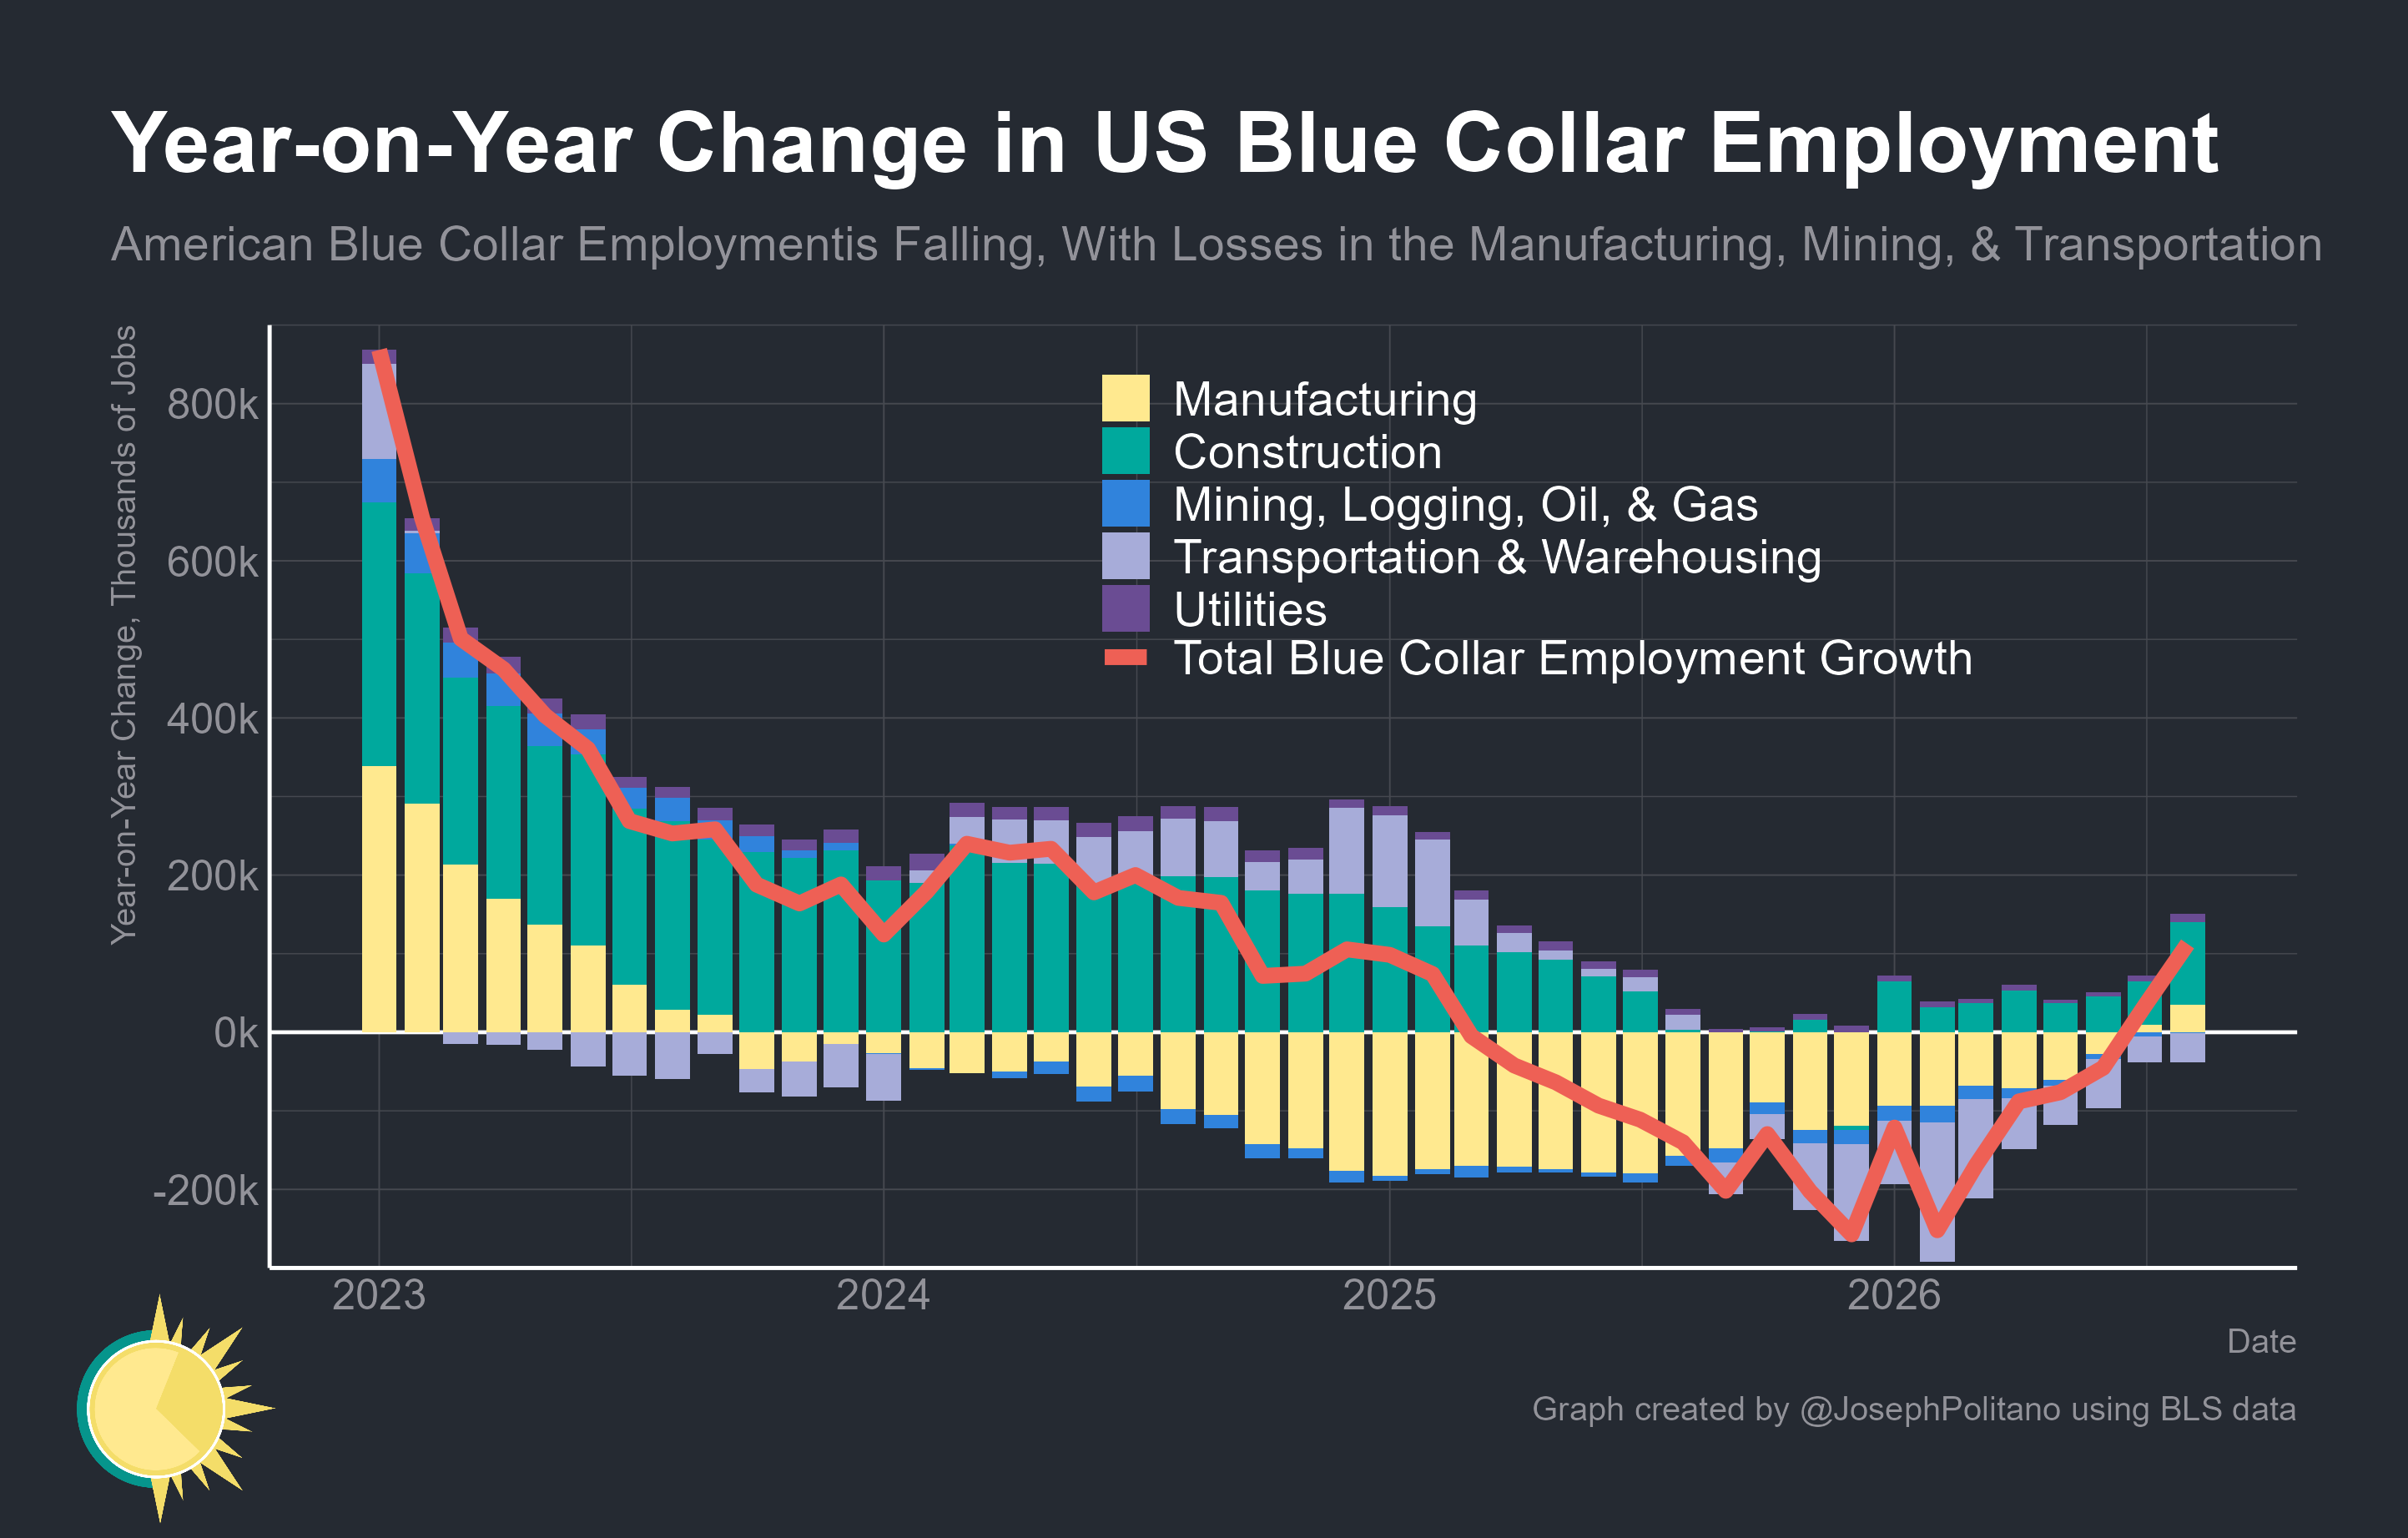 Year-on-Year Change in US Blue Collar Employment
American Blue Collar Employmentis Falling, With Losses in the Manufacturing, Mining, & Transportation
Year-on-Year Change, Thousands of Jobs
800k
600k
400k
200k
0k
-200k
Manufacturing
Construction
Mining, Logging, Oil, & Gas
Transportation & Warehousing
Utilities
Total Blue Collar Employment Growth
2023
2024
2025
2026
Date
Graph created by @JosephPolitano using BLS data